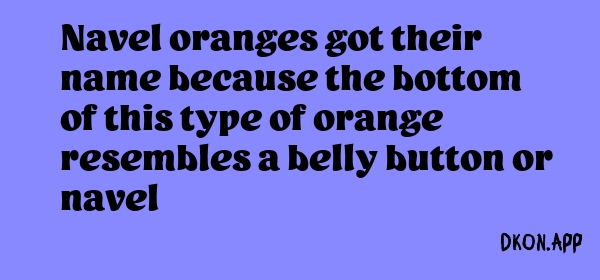 Navel oranges got their
name because the bottom
of this type of orange
resembles a belly button or
navel
DKON.APP